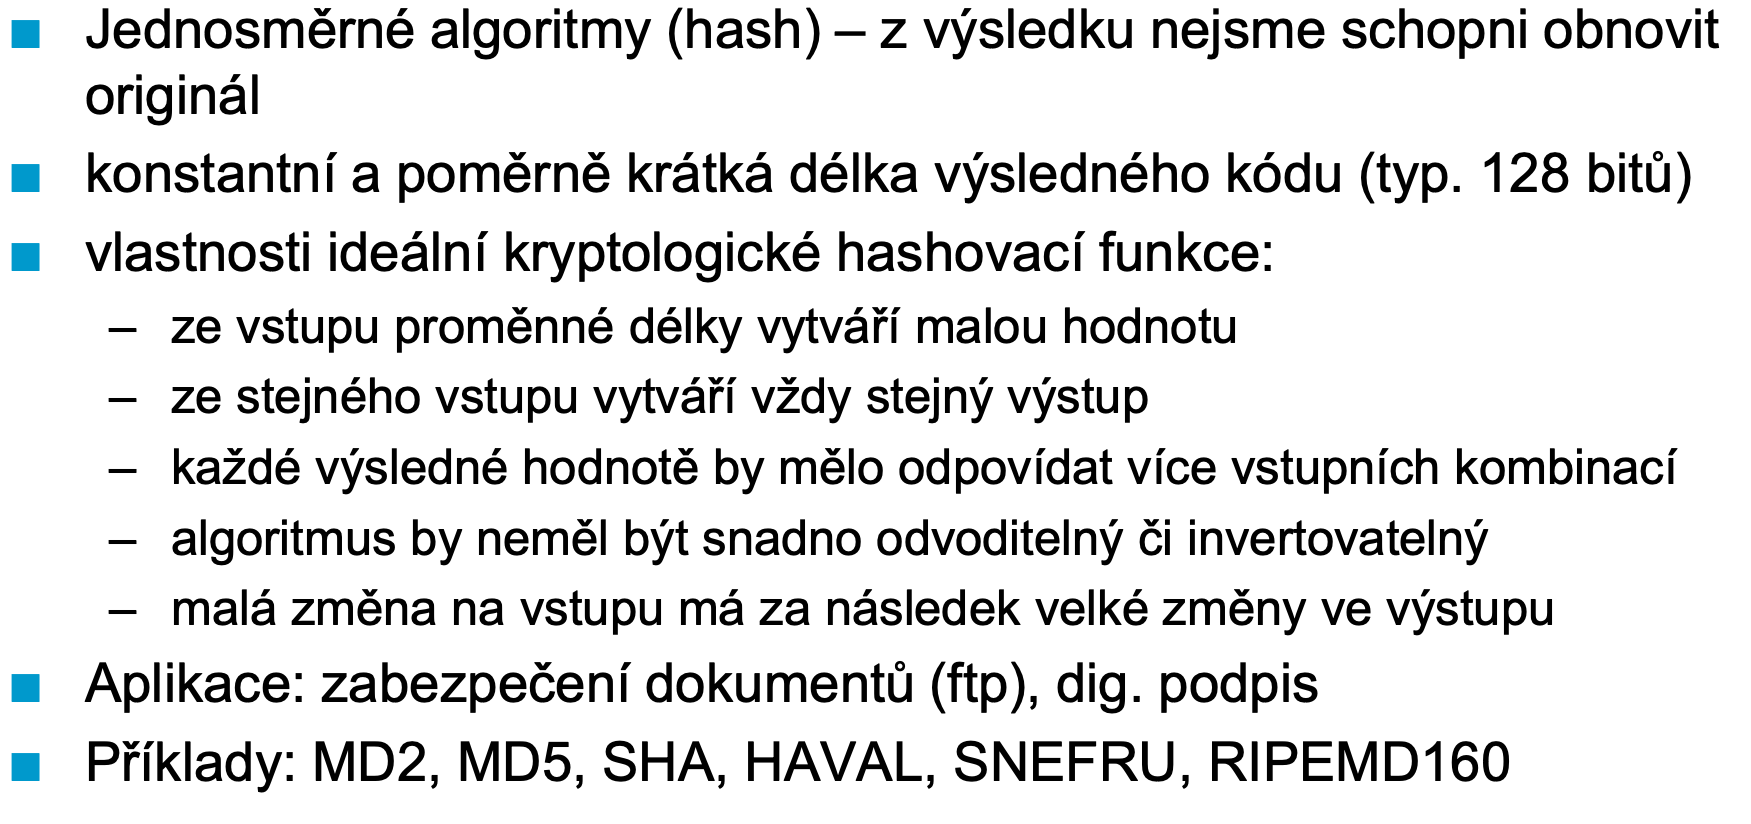 Jednosměrné algoritmy (hash) – z výsledku nejsme schopni obnovit
originál
konstantní a poměrně krátká délka výsledného kódu (typ. 128 bitů)
vlastnosti ideální kryptologické hashovací funkce:
– ze vstupu proměnné délky vytváří malou hodnotu
– ze stejného vstupu vytváří vždy stejný výstup
– každé výsledné hodnotě by mělo odpovídat více vstupních kombinací
– algoritmus by neměl být snadno odvoditelný či invertovatelný
– malá změna na vstupu má za následek velké změny ve výstupu
Aplikace: zabezpečení dokumentů (ftp), dig. podpis
Příklady: MD2, MD5, SHA, HAVAL, SNEFRU, RIPEMD160